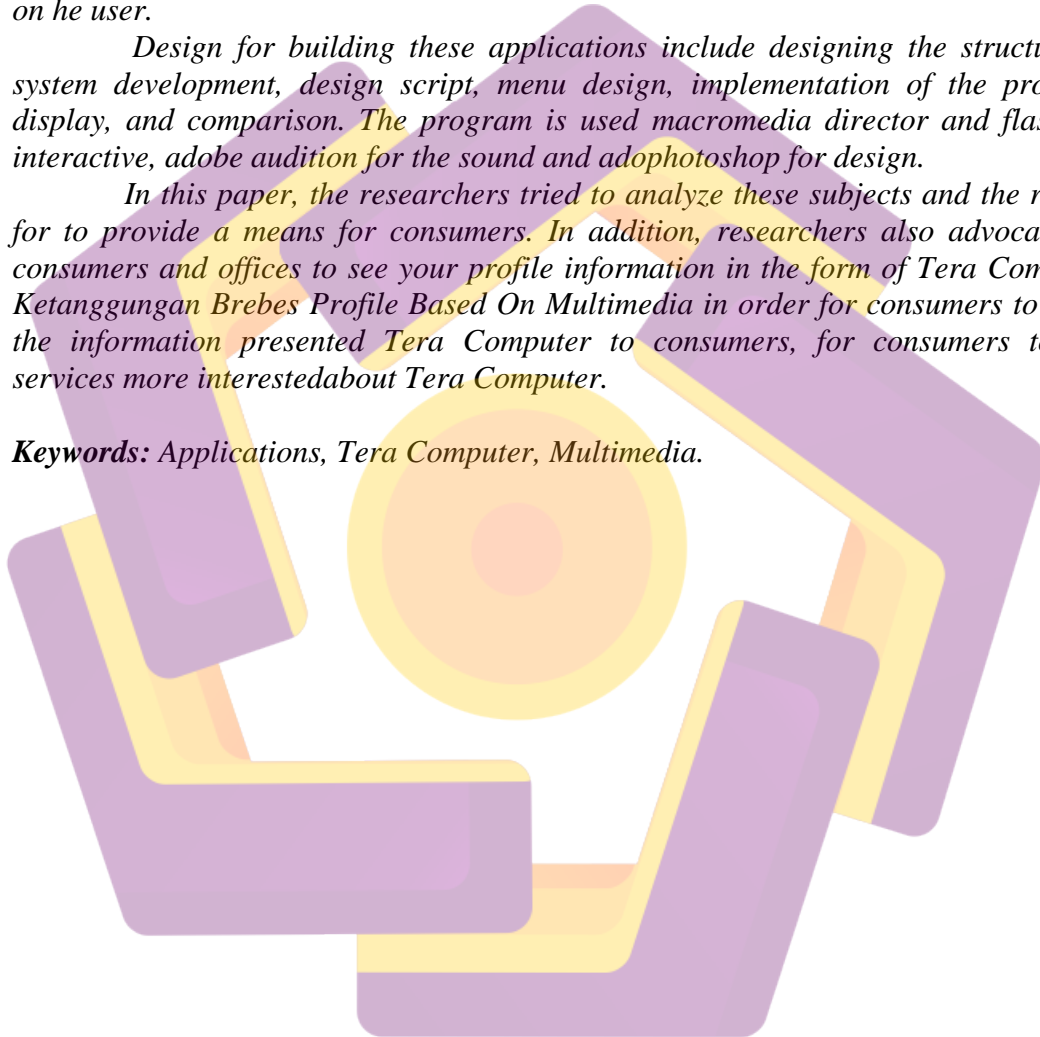 on he user.
Design for building these applications include designing the structu
system development, design script, menu design, implementation of the pro
display, and comparison. The program is used macromedia director and flas
interactive, adobe audition for the sound and adophotoshop for design.
In this paper, the researchers tried to analyze these subjects and the r
for to provide a means for consumers. In addition, researchers also advoca
consumers and offices to see your profile information in the form of Tera Com
Ketanggungan Brebes Profile Based On Multimedia in order for consumers to
the information presented Tera Computer to consumers, for consumers to
services more interestedabout Tera Computer.
Keywords: Applications, Tera Computer, Multimedia.